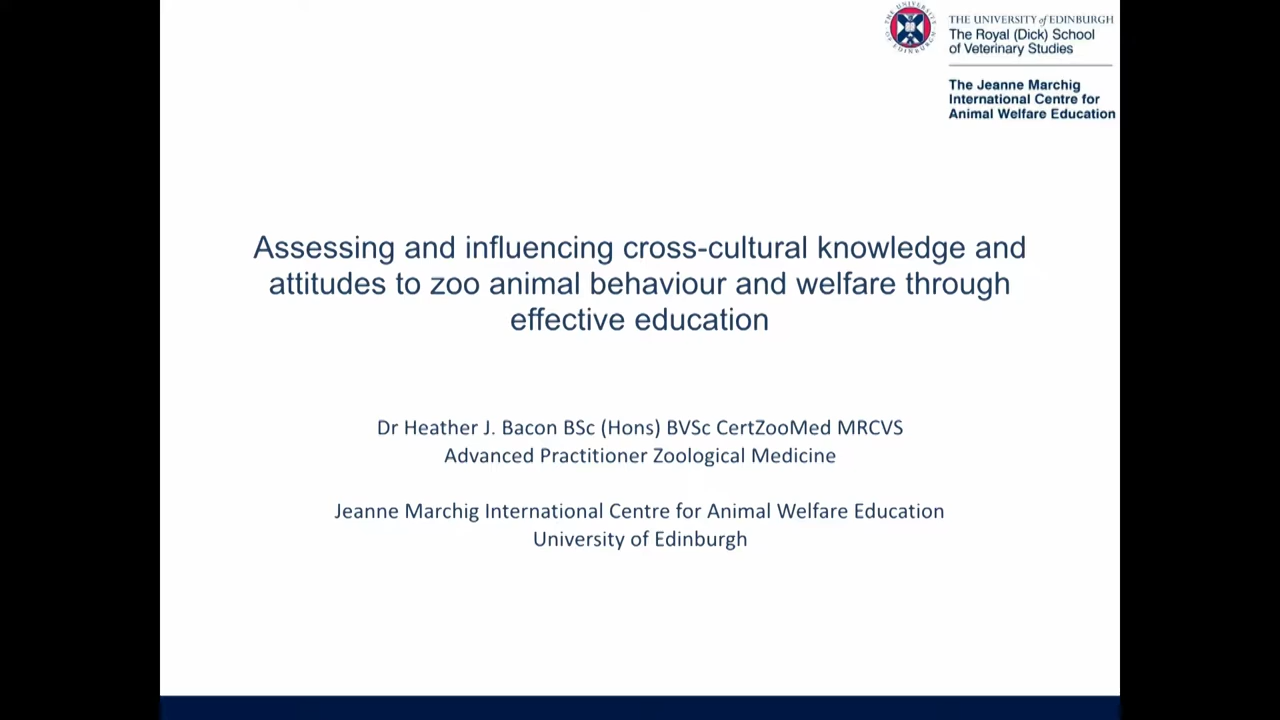 THE UNIVERSITY of EDINBURGH
The Royal (Dick) School
of Veterinary Studies
The Jeanne Marchig
International Centre for
Animal Welfare Education
Assessing and influencing cross-cultural knowledge and
attitudes to zoo animal behaviour and welfare through
effective education
Dr Heather J. Bacon BSc (Hons) BVSc CertZooMed MRCVS
Advanced Practitioner Zoological Medicine
Jeanne Marchig International Centre for Animal Welfare Education
University of Edinburgh